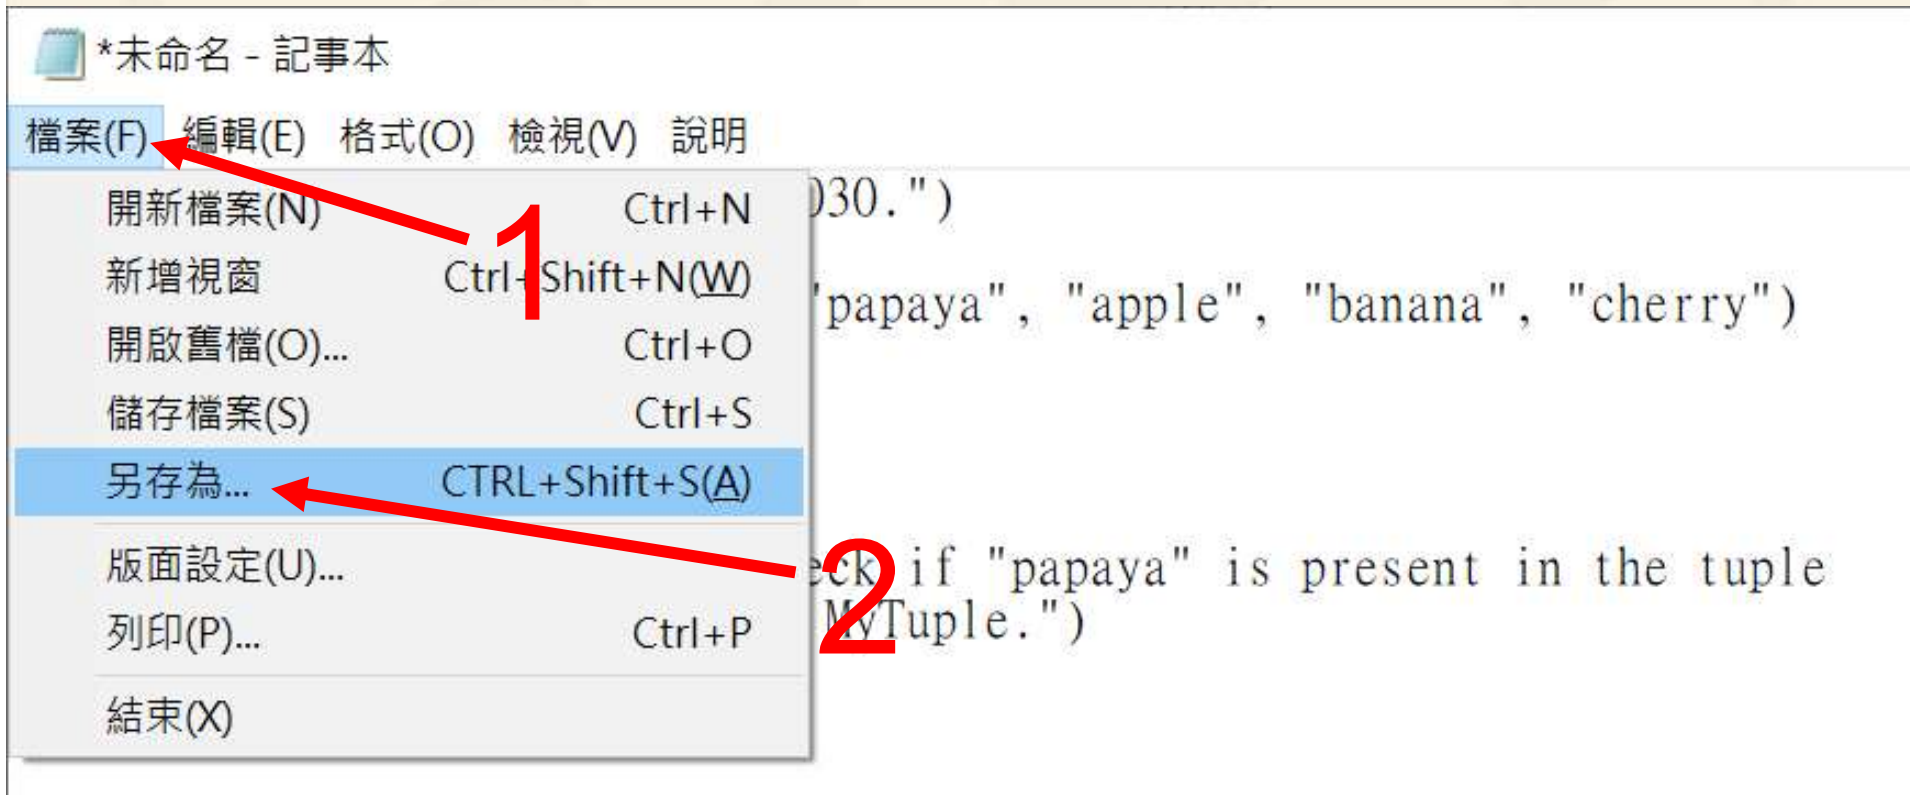 *未命名 - 記事本
檔案(F) 編輯(E) 格式(O) 檢視(V) 說明
開新檔案(N) Ctrl+N
新增視窗 Ctrl+Shift+N(W)
開啟舊檔(O)... Ctrl+O
儲存檔案(S) Ctrl+S
另存為... CTRL+Shift+S(A)
版面設定(U)...
列印(P)... Ctrl+P
結束(X)
1
2
030.")
"papaya", "apple", "banana", "cherry")
eck if "papaya" is present in the tuple
MyTuple.")